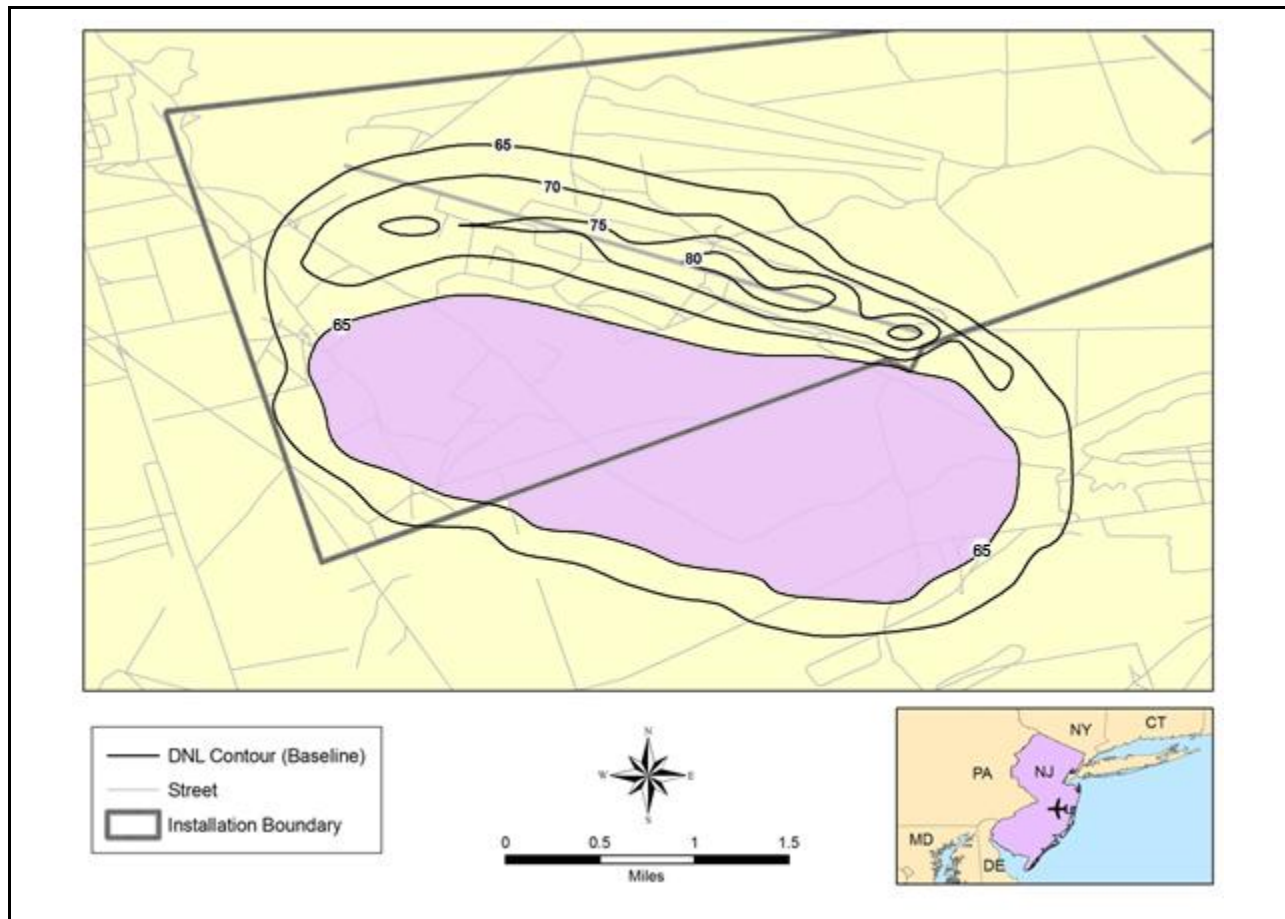 65
70
75
80
65
65
DNL Contour (Baseline)
Street
Installation Boundary
N
W E
S
0 0.5 1 1.5
Miles
NY CT
PA NJ
MD
DE